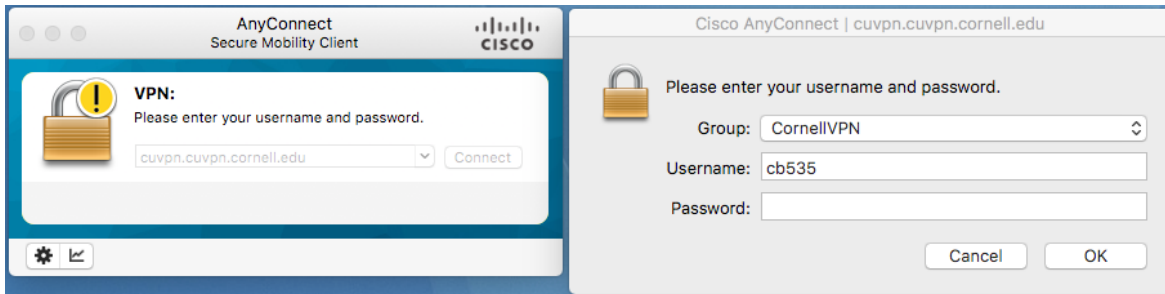 AnyConnect
Secure Mobility Client
CISCO
VPN:
Please enter your username and password.
cuvpn.cuvpn.cornell.edu
Connect
Cisco AnyConnect | cuvpn.cuvpn.cornell.edu
Please enter your username and password.
Group: CornellVPN
Username: cb535
Password:
Cancel OK